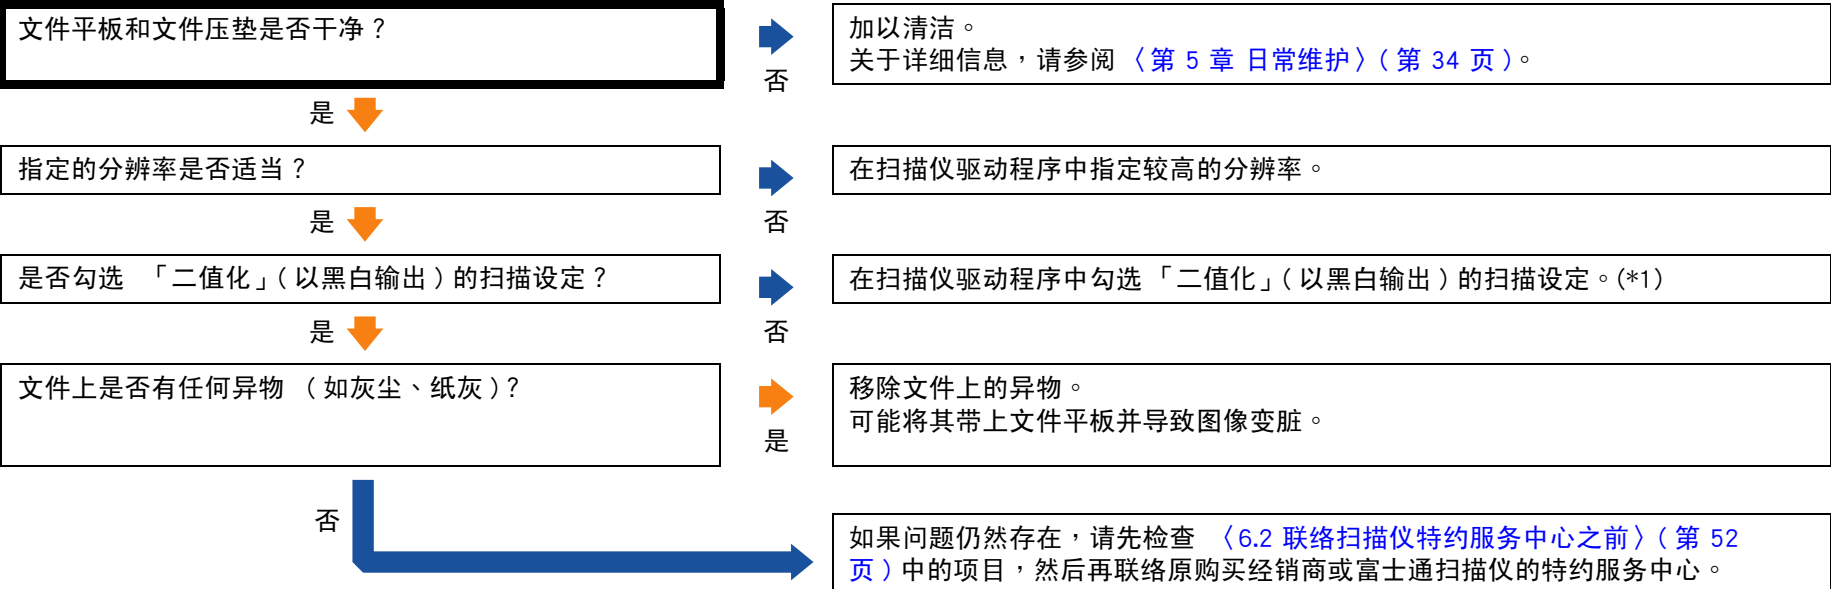 文件平板和文件压垫是否干净？
否
加以清洁。
关于详细信息，请参阅 〈第 5 章 日常维护〉( 第 34 页 )。
是
指定的分辨率是否适当？
否
在扫描仪驱动程序中指定较高的分辨率。
是
是否勾选 「二值化」( 以黑白输出 ) 的扫描设定？
否
在扫描仪驱动程序中勾选 「二值化」( 以黑白输出 ) 的扫描设定。(*1)
是
文件上是否有任何异物 ( 如灰尘、纸灰 )?
是
移除文件上的异物。
可能将其带上文件平板并导致图像变脏。
否
如果问题仍然存在，请先检查 〈6.2 联络扫描仪特约服务中心之前〉( 第 52
页 ) 中的项目，然后再联络原购买经销商或富士通扫描仪的特约服务中心。